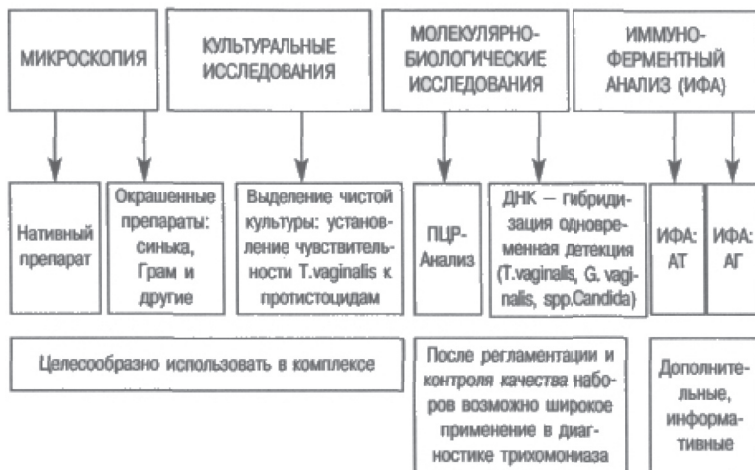 МИКРОСКОПИЯ
КУЛЬТУРАЛЬНЫЕ
ИССЛЕДОВАНИЯ
МОЛЕКУЛЯРНО-
БИОЛОГИЧЕСКИЕ
ИССЛЕДОВАНИЯ
ИММУНО-
ФЕРМЕНТНЫЙ
АНАЛИЗ (ИФА)
Нативный
препарат
Окрашенные
препараты:
синька,
Грам и
другие
Выделение чистой
культуры: установ-
ление чувствитель-
ности T.vaginalis к
протистоцидам
ПЦР-
Анализ
ДНК – гибриди-
зация одновре-
менная детекция
(T.vaginalis, G. vagi-
nalis, spp.Candida)
ИФА:
АТ
ИФА:
АГ
Целесообразно использовать в комплексе
После регламентации и
контроля качества набо-
ров возможно широкое
применение в диаг-
ностике трихомониаза
Дополните-
льные,
информа-
тивные